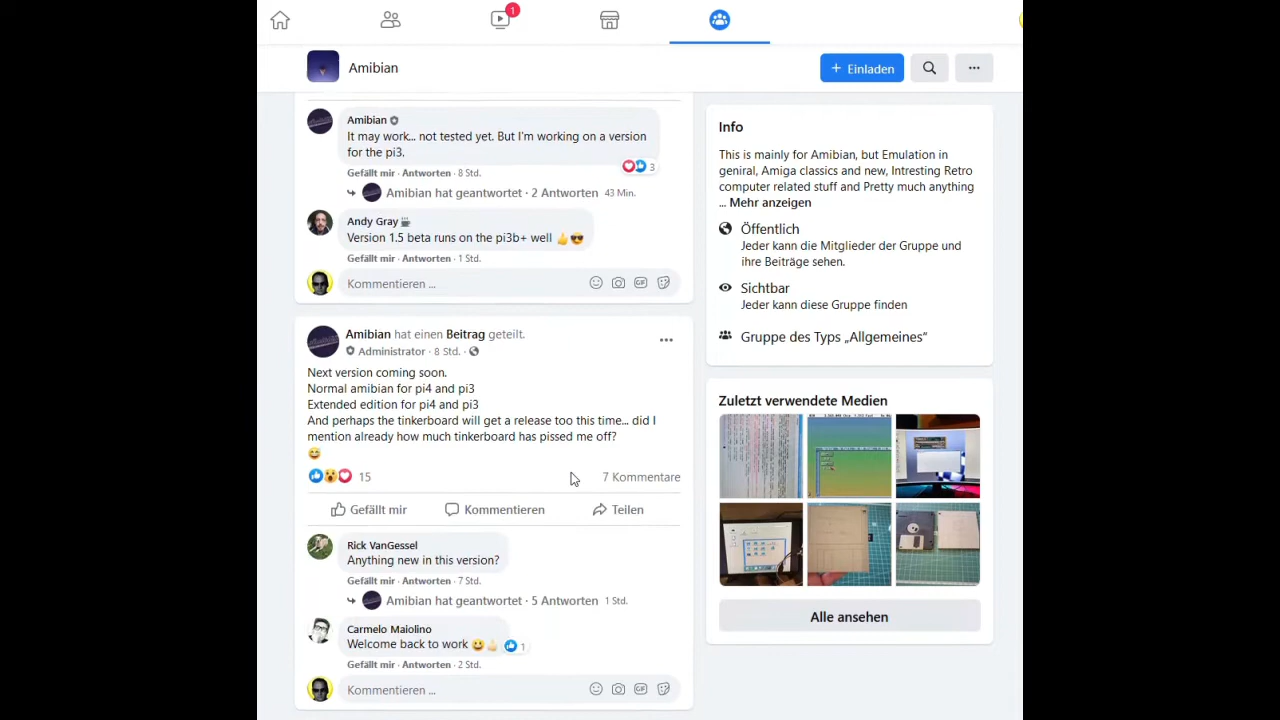 1
Amibian
+ Einladen
Amibian
It may work... not tested yet. But I'm working on a version
for the pi3.
3
Gefällt mir · Antworten · 8 Std.
Amibian hat geantwortet · 2 Antworten 43 Min.
Andy Gray
Version 1.5 beta runs on the pi3b+ well 👍😎
Gefällt mir · Antworten · 1 Std.
Kommentieren ...
Amibian hat einen Beitrag geteilt.
Administrator · 8 Std. ·
Next version coming soon.
Normal amibian for pi4 and pi3
Extended edition for pi4 and pi3
And perhaps the tinkerboard will get a release too this time... did I
mention already how much tinkerboard has pissed me off?
😅
15
7 Kommentare
Gefällt mir
Kommentieren
Teilen
Rick VanGessel
Anything new in this version?
Gefällt mir · Antworten · 7 Std.
Amibian hat geantwortet · 5 Antworten 1 Std.
Carmelo Maiolino
Welcome back to work 😃👍
1
Gefällt mir · Antworten · 2 Std.
Kommentieren ...
Info
This is mainly for Amibian, but Emulation in
geniral, Amiga classics and new, Intresting Retro
computer related stuff and Pretty much anything
... Mehr anzeigen
Öffentlich
Jeder kann die Mitglieder der Gruppe und
ihre Beiträge sehen.
Sichtbar
Jeder kann diese Gruppe finden
Gruppe des Typs „Allgemeines“
Zuletzt verwendete Medien
Alle ansehen